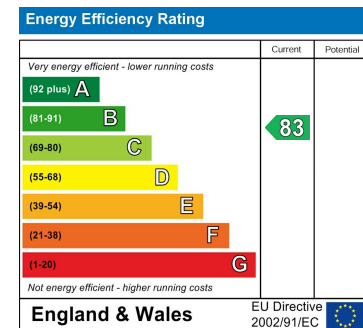 Energy Efficiency Rating
Current Potential
Very energy efficient - lower running costs
(92 plus) A
(81-91) B
83
(69-80) C
(55-68) D
(39-54) E
(21-38) F
(1-20) G
Not energy efficient - higher running costs
England & Wales
EU Directive
2002/91/EC